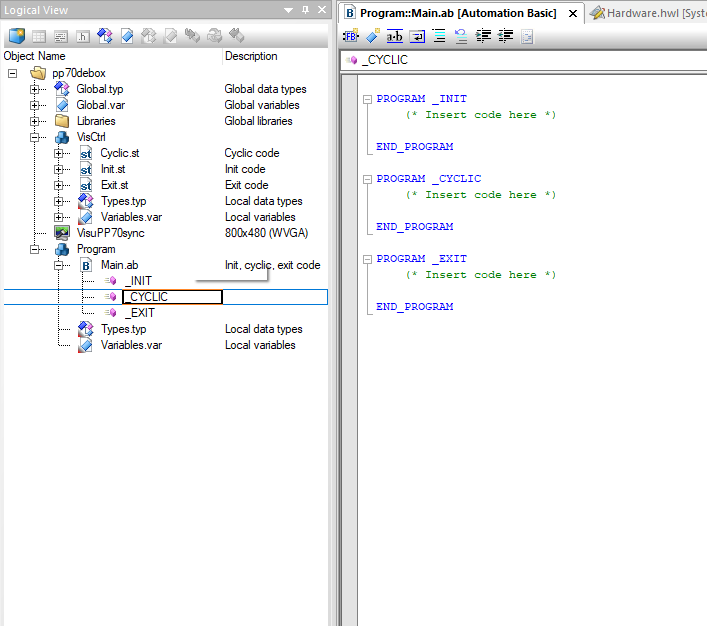 Logical View
Object Name Description
pp70debox
Global.typ Global data types
Global.var Global variables
Libraries Global libraries
VisCtrl
Cyclic.st Cyclic code
Init.st Init code
Exit.st Exit code
Types.typ Local data types
Variables.var Local variables
VisuPP70sync 800x480 (WVGA)
Program
Main.ab Init, cyclic, exit code
_INIT
_CYCLIC
_EXIT
Types.typ Local data types
Variables.var Local variables
Program::Main.ab [Automation Basic] Hardware.hwl [Syste
_CYCLIC
PROGRAM _INIT
(* Insert code here *)
END_PROGRAM
PROGRAM _CYCLIC
(* Insert code here *)
END_PROGRAM
PROGRAM _EXIT
(* Insert code here *)
END_PROGRAM